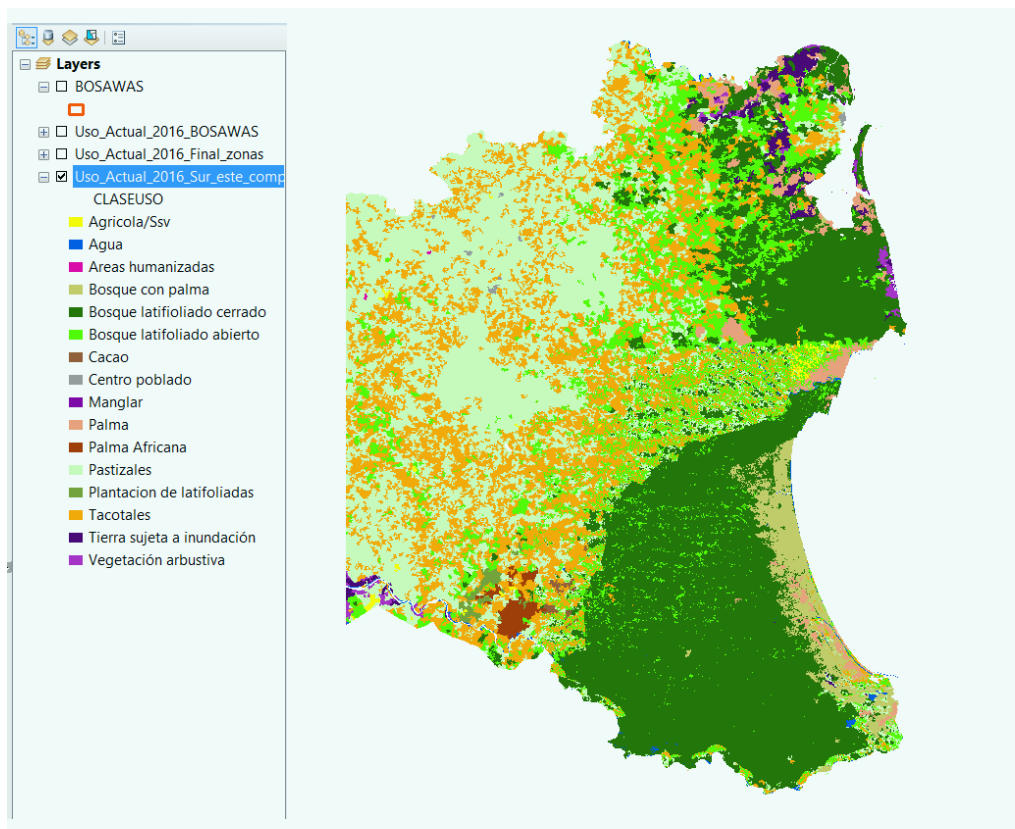 Layers
BOSAWAS
Uso_Actual_2016_BOSAWAS
Uso_Actual_2016_Final_zonas
Uso_Actual_2016_Sur_este_comp
CLASEUSO
Agricola/Ssv
Agua
Areas humanizadas
Bosque con palma
Bosque latifioliado cerrado
Bosque latifoliado abierto
Cacao
Centro poblado
Manglar
Palma
Palma Africana
Pastizales
Plantacion de latifoliadas
Tacotales
Tierra sujeta a inundación
Vegetación arbustiva